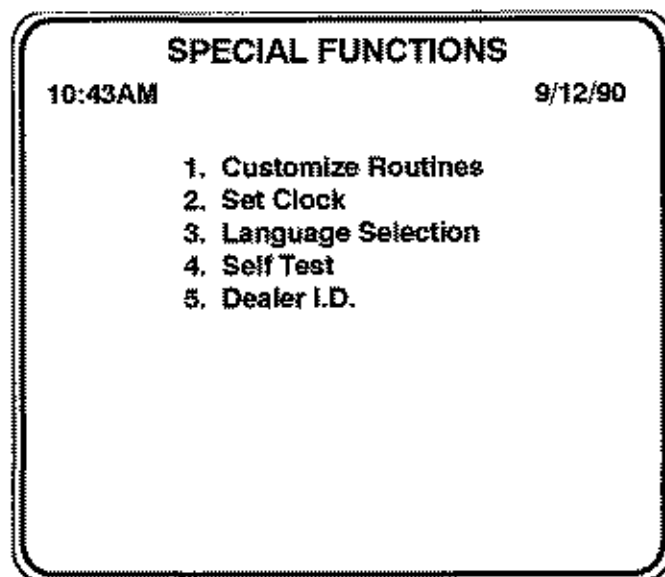 SPECIAL FUNCTIONS
10:43AM 9/12/90
1. Customize Routines
2. Set Clock
3. Language Selection
4. Self Test
5. Dealer I.D.